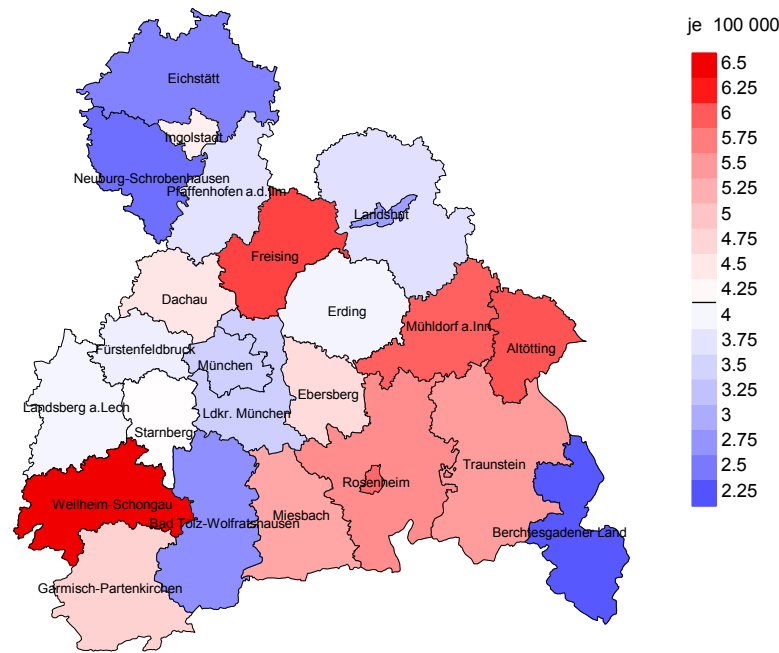 je 100 000
6.5
6.25
6
5.75
5.5
5.25
5
4.75
4.5
4.25
4
3.75
3.5
3.25
3
2.75
2.5
2.25
Eichstätt
Ingolstadt
Neuburg-Schrobenhausen
Pfaffenhofen a.d.Ilm
Landshut
Freising
Dachau
Erding
Mühldorf a.Inn
Altötting
Fürstenfeldbruck
München
Ebersberg
Landsberg a.Lech
Ldkr. München
Starnberg
Traunstein
Rosenheim
Weilheim-Schongau
Miesbach
Bad Tölz-Wolfratshausen
Berchtesgadener Land
Garmisch-Partenkirchen